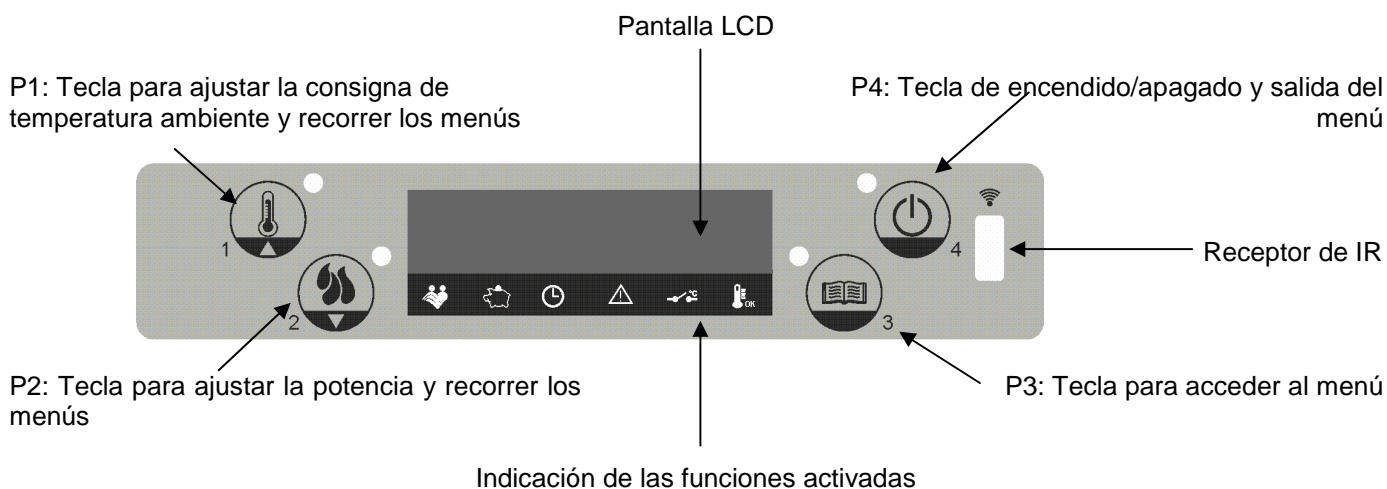 Pantalla LCD
P1: Tecla para ajustar la consigna de
temperatura ambiente y recorrer los menús
P4: Tecla de encendido/apagado y salida del
menú
1
4
Receptor de IR
°C
OK
2
3
P2: Tecla para ajustar la potencia y recorrer los
menús
P3: Tecla para acceder al menú
Indicación de las funciones activadas